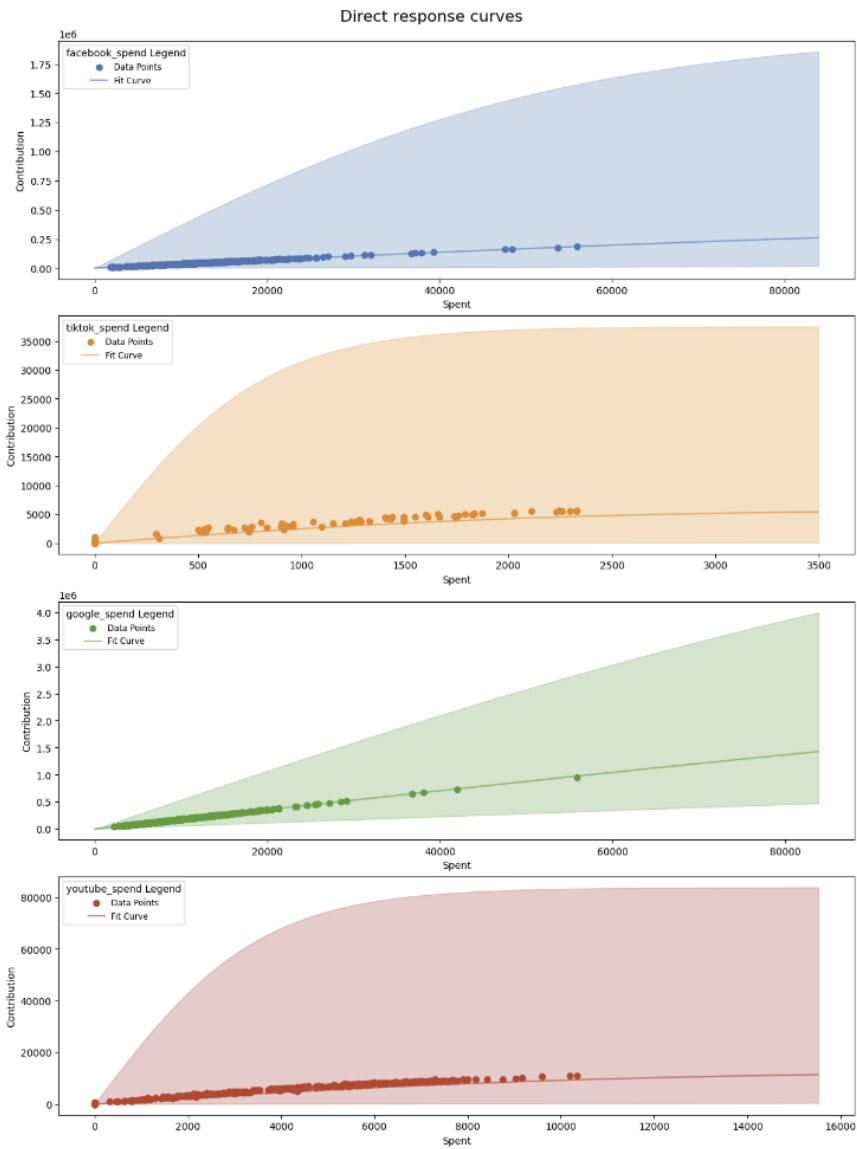 Direct response curves
1e6
facebook_spend Legend
Data Points
Fit Curve
1.75
1.50
1.25
1.00
0.75
0.50
0.25
0.00
Contribution
0 20000 40000 60000 80000
Spent
tiktok_spend Legend
Data Points
Fit Curve
35000
30000
25000
20000
15000
10000
5000
0
Contribution
0 500 1000 1500 2000 2500 3000 3500
Spent
1e6
google_spend Legend
Data Points
Fit Curve
4.0
3.5
3.0
2.5
2.0
1.5
1.0
0.5
0.0
Contribution
0 20000 40000 60000 80000
Spent
youtube_spend Legend
Data Points
Fit Curve
80000
60000
40000
20000
0
Contribution
0 2000 4000 6000 8000 10000 12000 14000 16000
Spent